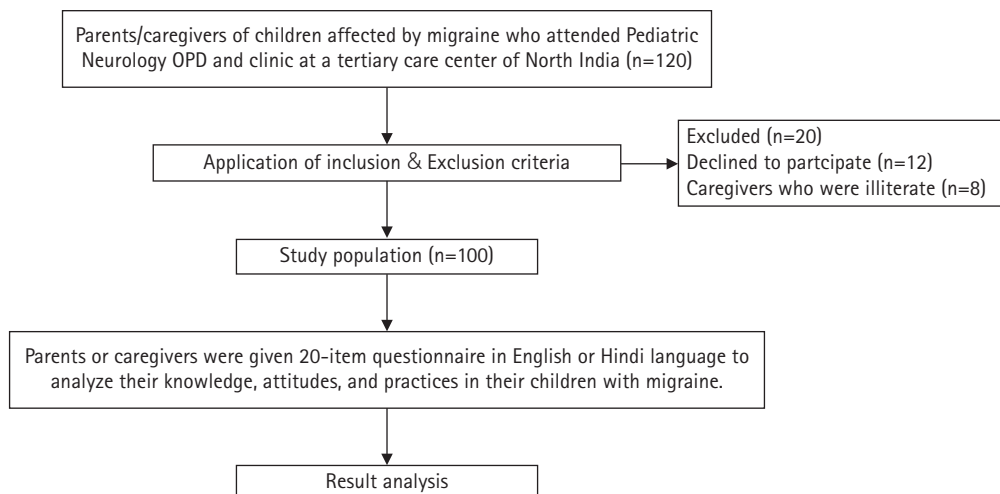 Parents/caregivers of children affected by migraine who attended Pediatric
Neurology OPD and clinic at a tertiary care center of North India (n=120)
Application of inclusion & Exclusion criteria
Excluded (n=20)
Declined to partcipate (n=12)
Caregivers who were illiterate (n=8)
Study population (n=100)
Parents or caregivers were given 20-item questionnaire in English or Hindi language to
analyze their knowledge, attitudes, and practices in their children with migraine.
Result analysis